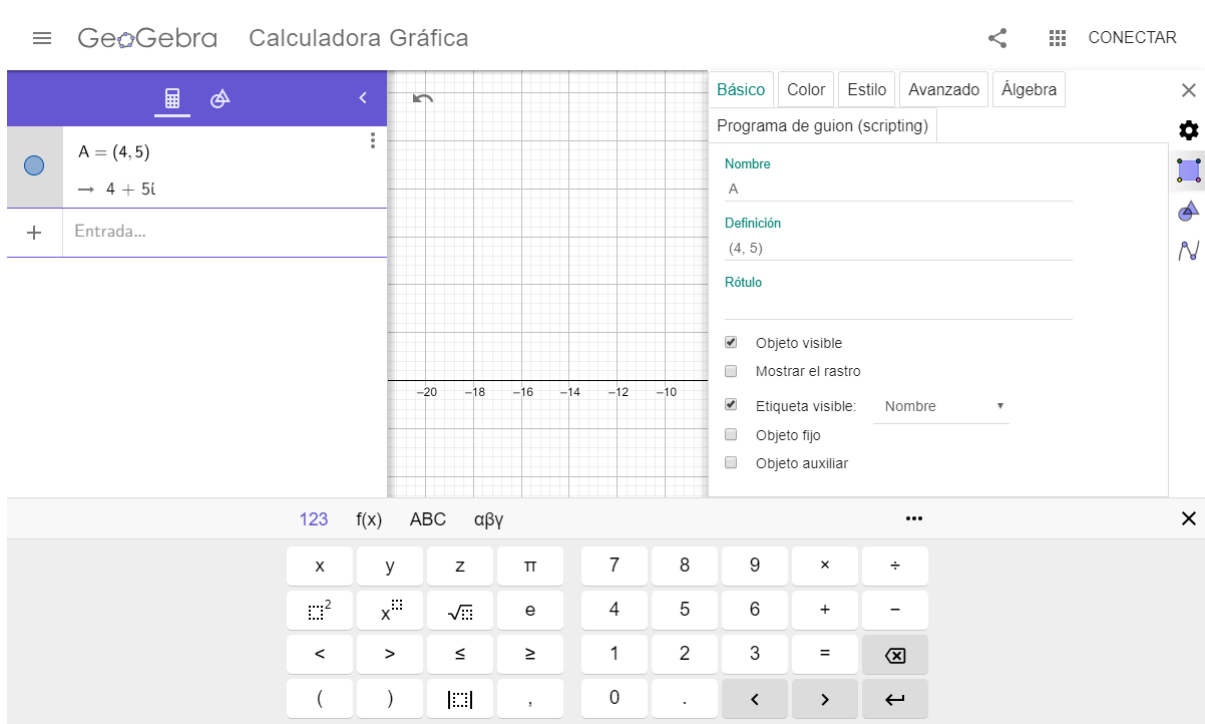 GeoGebra Calculadora Gráfica CONECTAR
Básico Color Estilo Avanzado Álgebra
Programa de guion (scripting)
A = (4, 5)
→ 4 + 5i
Entrada...
Nombre
A
Definición
(4, 5)
Rótulo
Objeto visible
Mostrar el rastro
Etiqueta visible: Nombre
Objeto fijo
Objeto auxiliar
−20 −18 −16 −14 −12 −10
123 f(x) ABC αβγ
x y z π 7 8 9 × ÷
² x √ e 4 5 6 + −
< > ≤ ≥ 1 2 3 =
( ) | | , 0 . < >